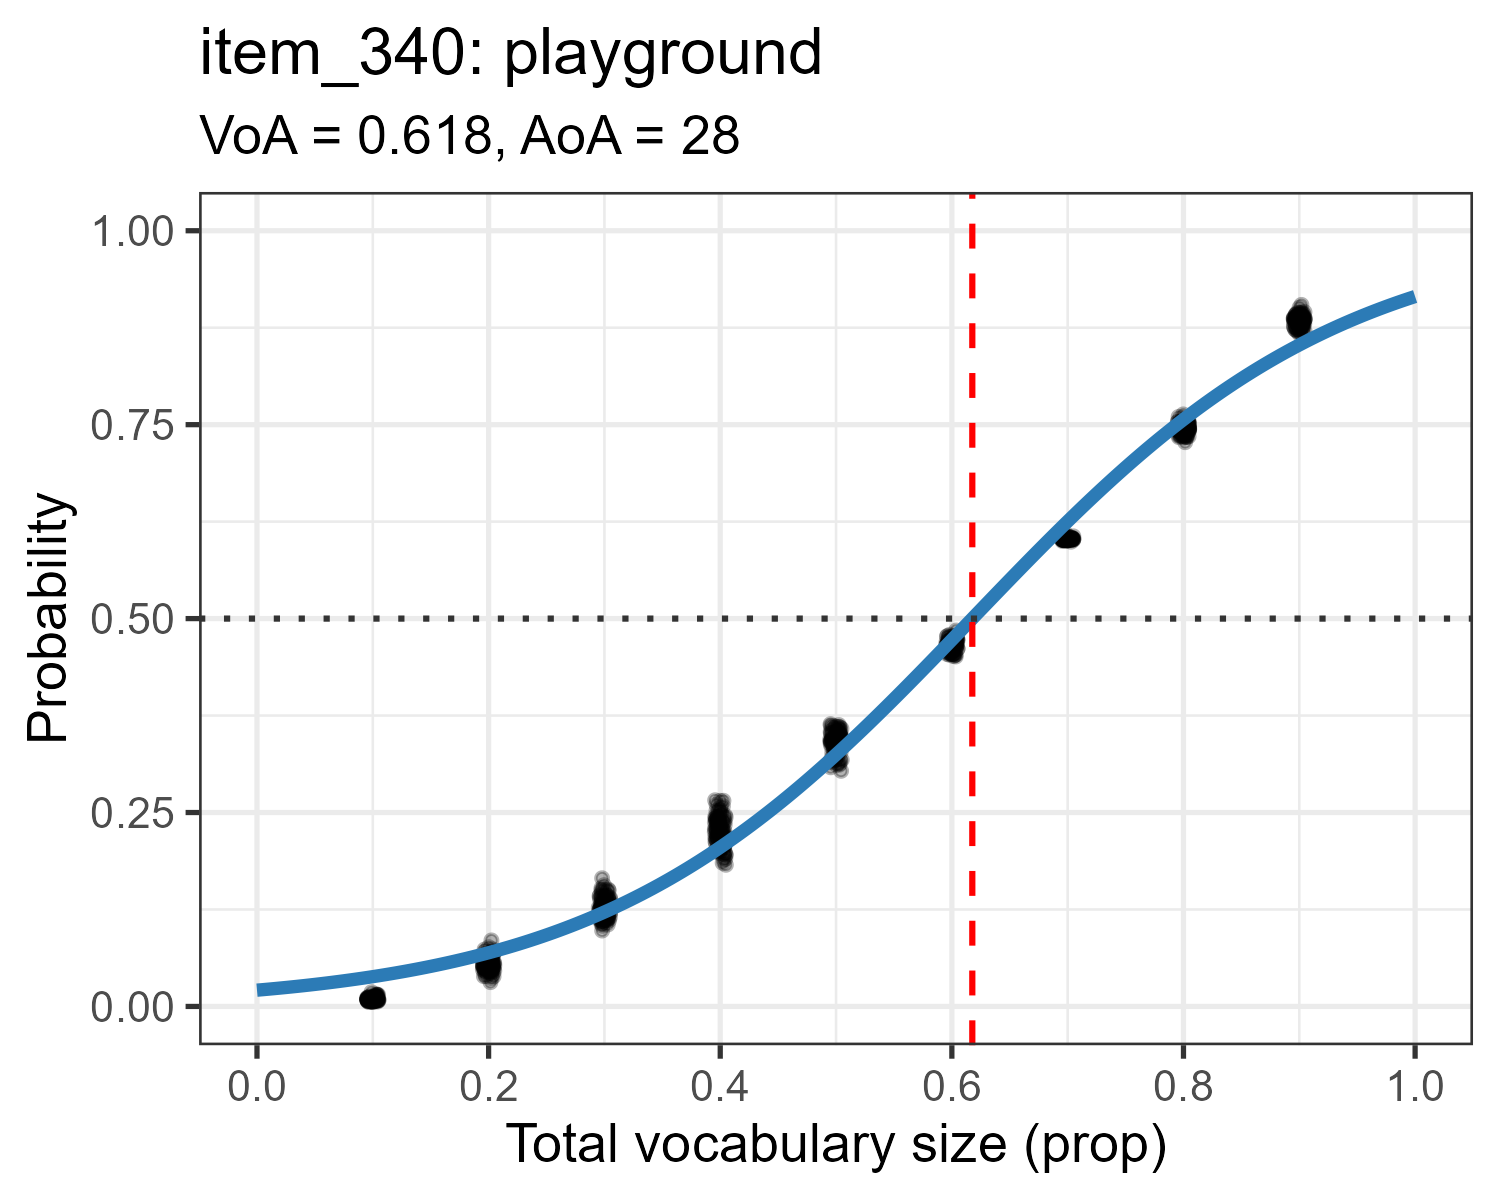 item_340: playground
VoA = 0.618, AoA = 28
1.00
0.75
0.50
0.25
0.00
Probability
0.0 0.2 0.4 0.6 0.8 1.0
Total vocabulary size (prop)